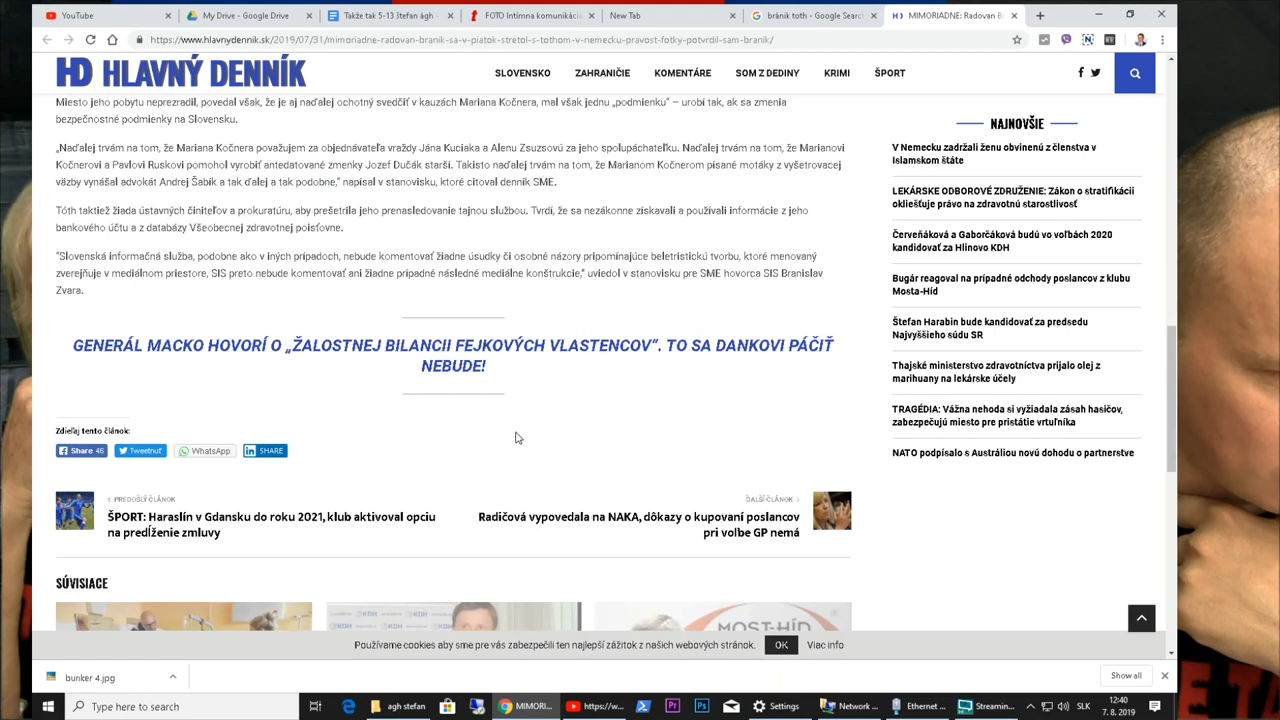 YouTube
My Drive - Google Drive
Takže tak 5-13 štefan ágh -
FOTO Intímna komunikáci
New Tab
bránik toth - Google Search
MIMORIADNE: Radovan B
https://www.hlavnydennik.sk/2019/07/31/mimoriadne-radovan-branik-sa-v-piatok-stretol-s-tothom-v-nemecku-pravost-fotky-potvrdil-sam-branik/
HD HLAVNÝ DENNÍK
SLOVENSKO ZAHRANIČIE KOMENTÁRE SOM Z DEDINY KRIMI ŠPORT
Miesto jeho pobytu neprezradil, povedal však, že je aj naďalej ochotný svedčiť v kauzách Mariana Kočnera, mal však jednu „podmienku“ – urobí tak, ak sa zmenia
bezpečnostné podmienky na Slovensku.
„Naďalej trvám na tom, že Mariana Kočnera považujem za objednávateľa vraždy Jána Kuciaka a Alenu Zsuzsovú za jeho spolupáchateľku. Naďalej trvám na tom, že Marianovi
Kočnerovi a Pavlovi Ruskovi pomohol vyrobiť antedatované zmenky Jozef Dučák starší. Takisto naďalej trvám na tom, že Marianom Kočnerom písané motáky z vyšetrovacej
väzby vynášal advokát Andrej Šabík a tak ďalej a tak podobne,“ napísal v stanovisku, ktoré citoval denník SME.
Tóth taktiež žiada ústavných činiteľov a prokuratúru, aby prešetrila jeho prenasledovanie tajnou službou. Tvrdí, že sa nezákonne získavali a používali informácie z jeho
bankového účtu a z databázy Všeobecnej zdravotnej poisťovne.
“Slovenská informačná služba, podobne ako v iných prípadoch, nebude komentovať žiadne úsudky či osobné názory pripomínajúce beletristickú tvorbu, ktoré menovaný
zverejňuje v mediálnom priestore, SIS preto nebude komentovať ani žiadne prípadné následné mediálne konštrukcie,” uviedol v stanovisku pre SME hovorca SIS Branislav
Zvara.
GENERÁL MACKO HOVORÍ O „ŽALOSTNEJ BILANCII FEJKOVÝCH VLASTENCOV“. TO SA DANKOVI PÁČIŤ
NEBUDE!
Zdieľaj tento článok:
Share 46
Tweetnuť
WhatsApp
SHARE
PREDOŠLÝ ČLÁNOK
ŠPORT: Haraslín v Gdansku do roku 2021, klub aktivoval opciu
na predĺženie zmluvy
ĎALŠÍ ČLÁNOK
Radičová vypovedala na NAKA, dôkazy o kupovaní poslancov
pri voľbe GP nemá
SÚVISIACE
KDH
MOST-HÍD
NAJNOVŠIE
V Nemecku zadržali ženu obvinenú z členstva v
Islamskom štáte
LEKÁRSKE ODBOROVÉ ZDRUŽENIE: Zákon o stratifikácii
okliešťuje právo na zdravotnú starostlivosť
Červeňáková a Gaborčáková budú vo voľbách 2020
kandidovať za Hlinovo KDH
Bugár reagoval na prípadné odchody poslancov z klubu
Mosta-Híd
Štefan Harabin bude kandidovať za predsedu
Najvyššieho súdu SR
Thajské ministerstvo zdravotníctva prijalo olej z
marihuany na lekárske účely
TRAGÉDIA: Vážna nehoda si vyžiadala zásah hasičov,
zabezpečujú miesto pre pristátie vrtuľníka
NATO podpísalo s Austráliou novú dohodu o partnerstve
Používame cookies aby sme pre vás zabezpečili ten najlepší zážitok z našich webových stránok.
OK
Viac info
bunker 4.jpg
Show all
Type here to search
agh stefan
MIMORI...
https://w...
Settings
Network ...
Ethernet ...
Streamin...
SLK
12:40
7. 8. 2019